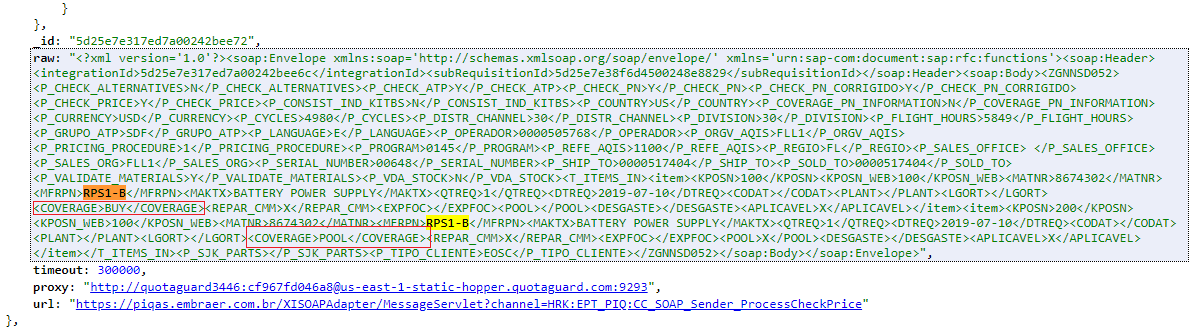 }
},
_id: "5d25e7e317ed7a00242bee72",
raw: "<?xml version='1.0'?><soap:Envelope xmlns:soap='http://schemas.xmlsoap.org/soap/envelope/' xmlns='urn:sap-com:document:sap:rfc:functions'><soap:Header>
<integrationId>5d25e7e317ed7a00242bee6c</integrationId><subRequisitionId>5d25e7e38f6d4500248e8829</subRequisitionId></soap:Header><soap:Body><ZGNNSD052>
<P_CHECK_ALTERNATIVES>N</P_CHECK_ALTERNATIVES><P_CHECK_ATP>Y</P_CHECK_ATP><P_CHECK_PN>Y</P_CHECK_PN><P_CHECK_PN_CORRIGIDO>Y</P_CHECK_PN_CORRIGIDO>
<P_CHECK_PRICE>Y</P_CHECK_PRICE><P_CONSIST_IND_KITBS>N</P_CONSIST_IND_KITBS><P_COUNTRY>US</P_COUNTRY><P_COVERAGE_PN_INFORMATION>N</P_COVERAGE_PN_INFORMATION>
<P_CURRENCY>USD</P_CURRENCY><P_CYCLES>4980</P_CYCLES><P_DISTR_CHANNEL>30</P_DISTR_CHANNEL><P_DIVISION>30</P_DIVISION><P_FLIGHT_HOURS>5849</P_FLIGHT_HOURS>
<P_GRUPO_ATP>SDF</P_GRUPO_ATP><P_LANGUAGE>E</P_LANGUAGE><P_OPERADOR>0000505768</P_OPERADOR><P_ORGV_AQIS>FLL1</P_ORGV_AQIS>
<P_PRICING_PROCEDURE>1</P_PRICING_PROCEDURE><P_PROGRAM>0145</P_PROGRAM><P_REFE_AQIS>1100</P_REFE_AQIS><P_REGIO>FL</P_REGIO><P_SALES_OFFICE> </P_SALES_OFFICE>
<P_SALES_ORG>FLL1</P_SALES_ORG><P_SERIAL_NUMBER>00648</P_SERIAL_NUMBER><P_SHIP_TO>0000517404</P_SHIP_TO><P_SOLD_TO>0000517404</P_SOLD_TO>
<P_VALIDATE_MATERIALS>Y</P_VALIDATE_MATERIALS><P_VDA_STOCK>N</P_VDA_STOCK><T_ITEMS_IN><item><KPOSN>100</KPOSN><KPOSN_WEB>100</KPOSN_WEB><MATNR>8674302</MATNR>
<MFRPN>RPS1-B</MFRPN><MAKTX>BATTERY POWER SUPPLY</MAKTX><QTREQ>1</QTREQ><DTREQ>2019-07-10</DTREQ><CODAT></CODAT><PLANT></PLANT><LGORT></LGORT>
<COVERAGE>BUY</COVERAGE><REPAR_CMM>X</REPAR_CMM><EXPFOC></EXPFOC><POOL></POOL><DESGASTE></DESGASTE><APLICAVEL>X</APLICAVEL></item><item><KPOSN>200</KPOSN>
<KPOSN_WEB>100</KPOSN_WEB><MATNR>8674302</MATNR><MFRPN>RPS1-B</MFRPN><MAKTX>BATTERY POWER SUPPLY</MAKTX><QTREQ>1</QTREQ><DTREQ>2019-07-10</DTREQ><CODAT></CODAT>
<PLANT></PLANT><LGORT></LGORT><COVERAGE>POOL</COVERAGE><REPAR_CMM>X</REPAR_CMM><EXPFOC></EXPFOC><POOL>X</POOL><DESGASTE></DESGASTE><APLICAVEL>X</APLICAVEL>
</item></T_ITEMS_IN><P_SJK_PARTS></P_SJK_PARTS><P_TIPO_CLIENTE>EOSC</P_TIPO_CLIENTE></ZGNNSD052></soap:Body></soap:Envelope>",
timeout: 300000,
proxy: "http://quotaguard3446:cf967fd046a8@us-east-1-static-hopper.quotaguard.com:9293",
url: "https://piqas.embraer.com.br/XISOAPAdapter/MessageServlet?channel=HRK:EPT_PIQ:CC_SOAP_Sender_ProcessCheckPrice"
},